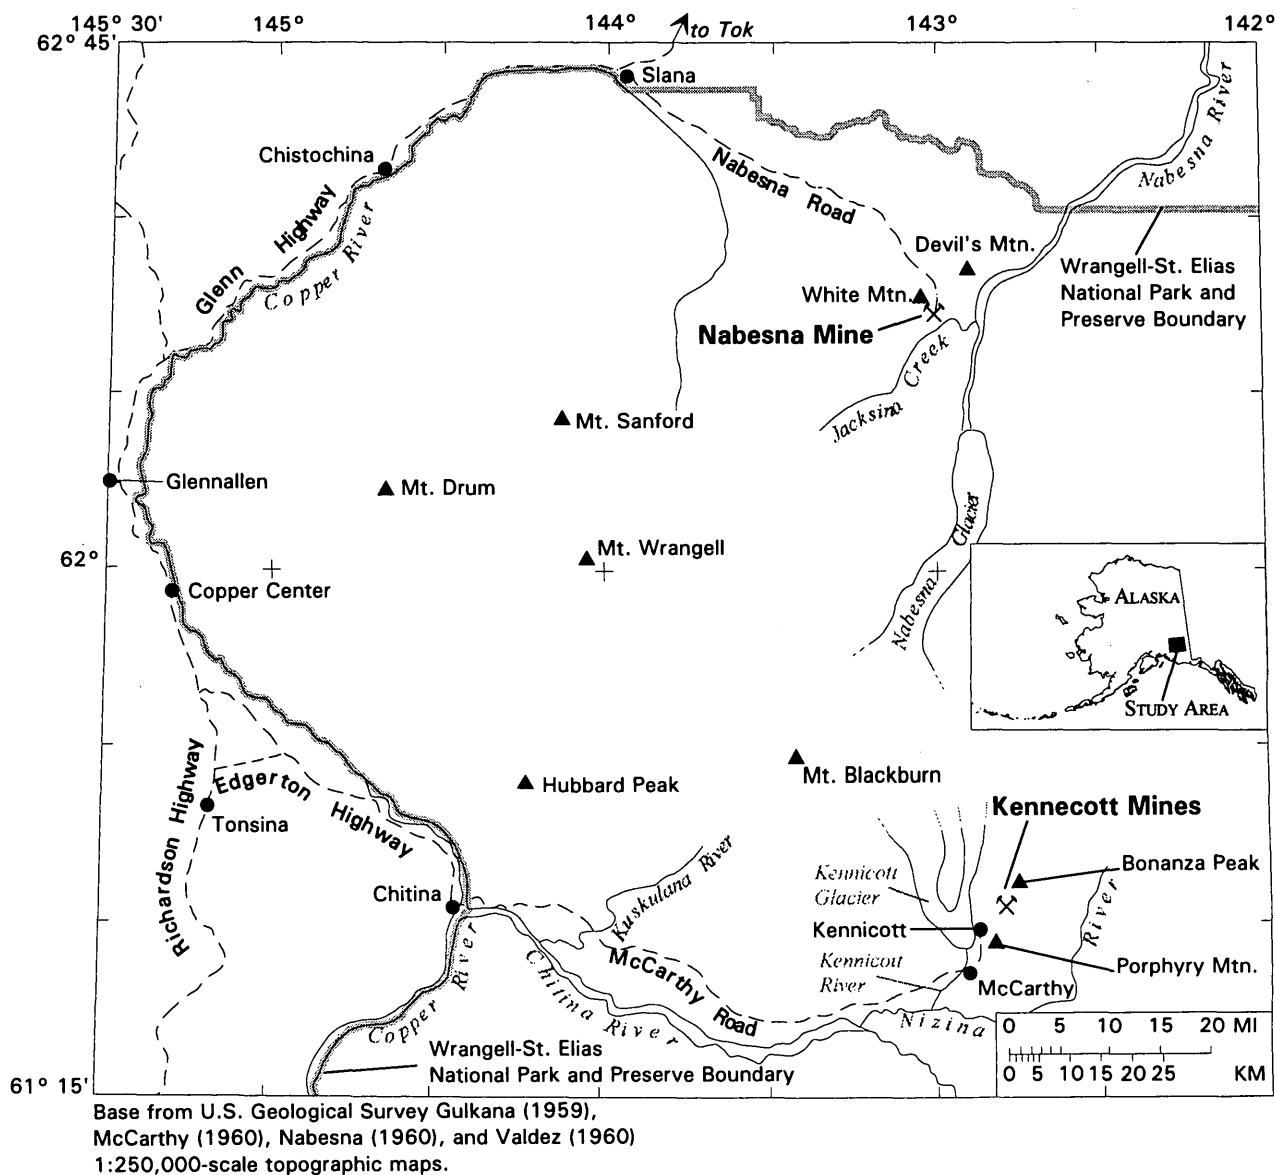 145° 30'
145°
144°
143°
142°
62° 45'
to Tok
Slana
Nabesna River
Chistochina
Nabesna Road
Glenn Highway
Copper River
Devil's Mtn.
White Mtn.
Wrangell-St. Elias
National Park and
Preserve Boundary
Nabesna Mine
Jacksina Creek
Mt. Sanford
Glennallen
Mt. Drum
Mt. Wrangell
Nabesna Glacier
62°
Copper Center
ALASKA
STUDY AREA
Richardson Highway
Edgerton Highway
Tonsina
Hubbard Peak
Mt. Blackburn
Kennecott Mines
Bonanza Peak
Kennicott
Glacier
Kuskulana River
Chitina
Kennicott
River
Porphyry Mtn.
Kennicott
River
McCarthy
McCarthy Road
Chitina River
Nizina
Copper River
Wrangell-St. Elias
National Park and Preserve Boundary
0 5 10 15 20 MI
0 5 10 15 20 25 KM
61° 15'
Base from U.S. Geological Survey Gulkana (1959),
McCarthy (1960), Nabesna (1960), and Valdez (1960)
1:250,000-scale topographic maps.